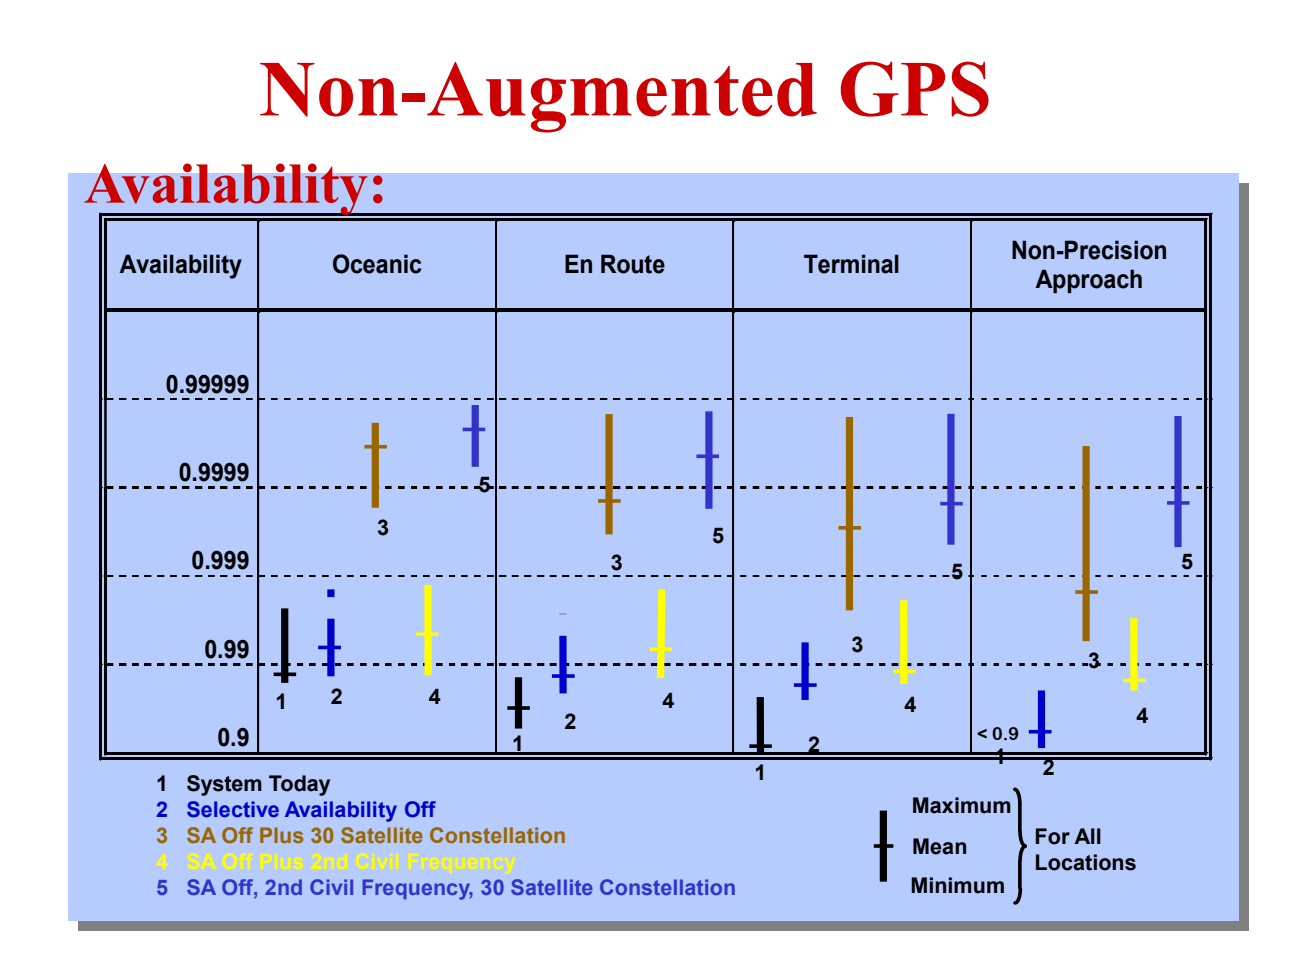 Non-Augmented GPS
Availability:
Availability
Oceanic
En Route
Terminal
Non-Precision
Approach
0.99999
0.9999
0.999
0.99
0.9
1
2
3
4
5
1
2
3
4
5
1
2
3
4
5
< 0.9
1
2
3
4
5
1 System Today
2 Selective Availability Off
3 SA Off Plus 30 Satellite Constellation
4 SA Off Plus 2nd Civil Frequency
5 SA Off, 2nd Civil Frequency, 30 Satellite Constellation
Maximum
Mean
Minimum
For All
Locations